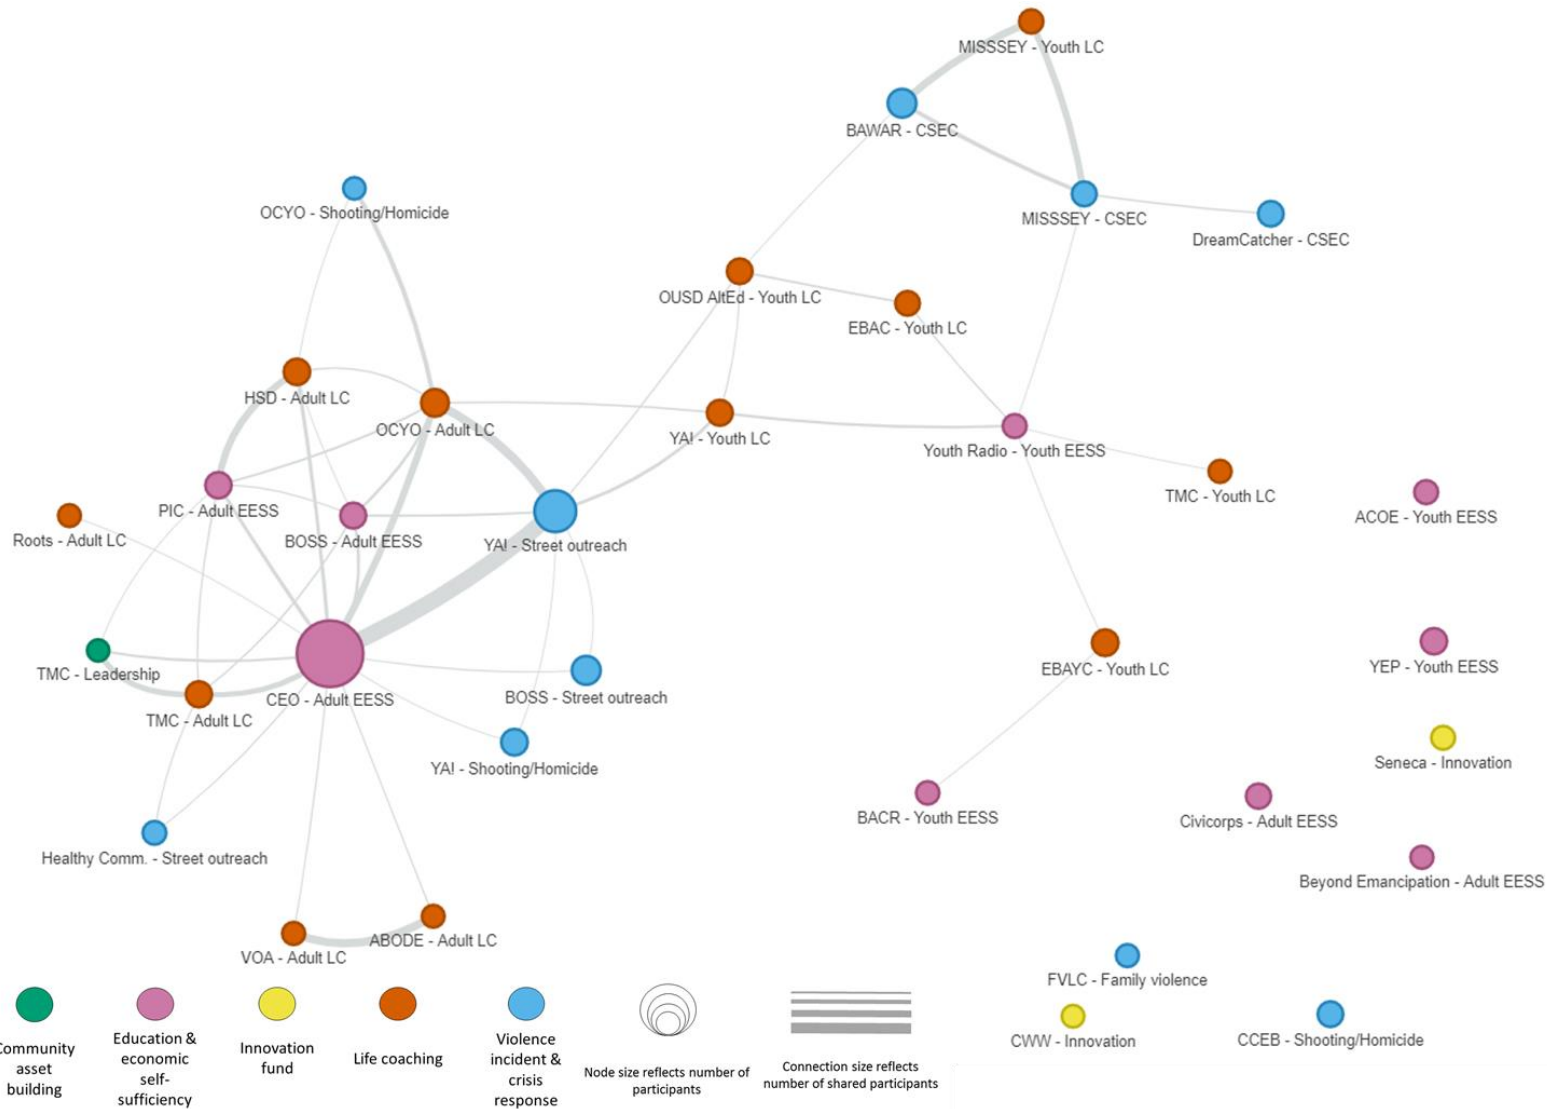 MISSSEY - Youth LC
BAWAR - CSEC
OCYO - Shooting/Homicide
MISSSEY - CSEC
DreamCatcher - CSEC
OUSD AltEd - Youth LC
EBAC - Youth LC
HSD - Adult LC
OCYO - Adult LC
YA! - Youth LC
Youth Radio - Youth EESS
TMC - Youth LC
PIC - Adult EESS
ACOE - Youth EESS
Roots - Adult LC
BOSS - Adult EESS
YA! - Street outreach
TMC - Leadership
EBAYC - Youth LC
YEP - Youth EESS
CEO - Adult EESS
BOSS - Street outreach
TMC - Adult LC
YA! - Shooting/Homicide
Seneca - Innovation
BACR - Youth EESS
Civicorps - Adult EESS
Healthy Comm. - Street outreach
Beyond Emancipation - Adult EESS
ABODE - Adult LC
VOA - Adult LC
FVLC - Family violence
CWW - Innovation
CCEB - Shooting/Homicide
Community
asset
building
Education &
economic
self-
sufficiency
Innovation
fund
Life coaching
Violence
incident &
crisis
response
Node size reflects number of
participants
Connection size reflects
number of shared participants